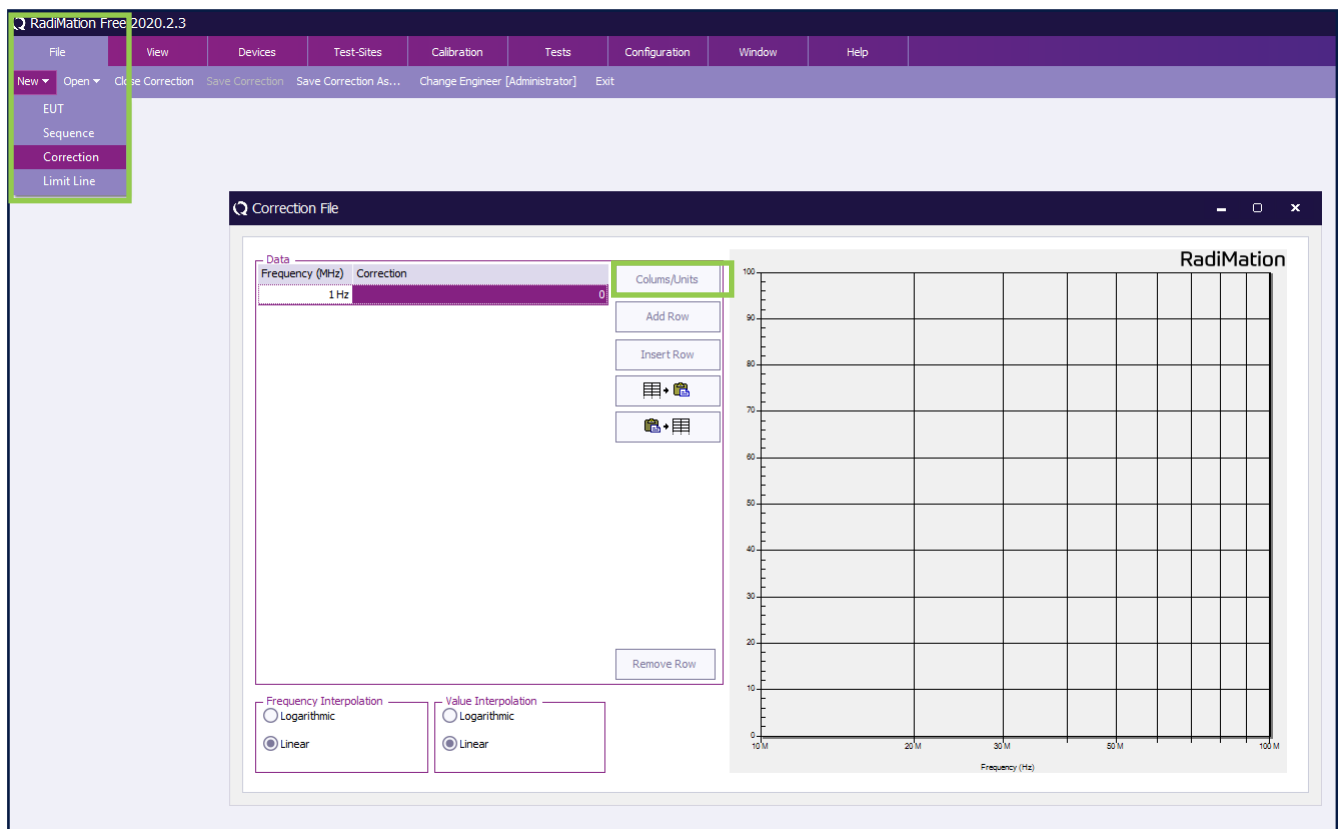 RadiMation Free 2020.2.3
File View Devices Test-Sites Calibration Tests Configuration Window Help
New Open Close Correction Save Correction Save Correction As... Change Engineer [Administrator] Exit
EUT
Sequence
Correction
Limit Line
Correction File
Data
Frequency (MHz) Correction
1 Hz 0
Colums/Units
Add Row
Insert Row
Remove Row
Frequency Interpolation
Logarithmic
Linear
Value Interpolation
Logarithmic
Linear
RadiMation
100
90
80
70
60
50
40
30
20
10
0
10 M 20 M 30 M 50 M 100 M
Frequency (Hz)